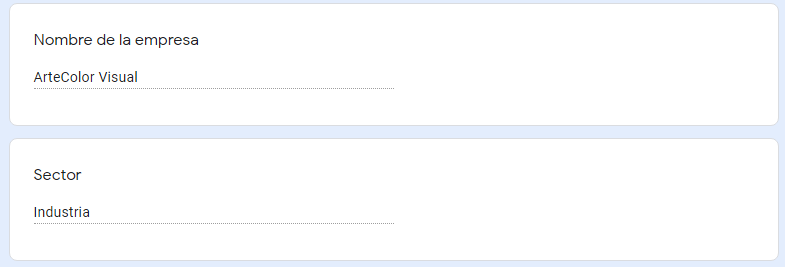 Nombre de la empresa
ArteColor Visual
Sector
Industria